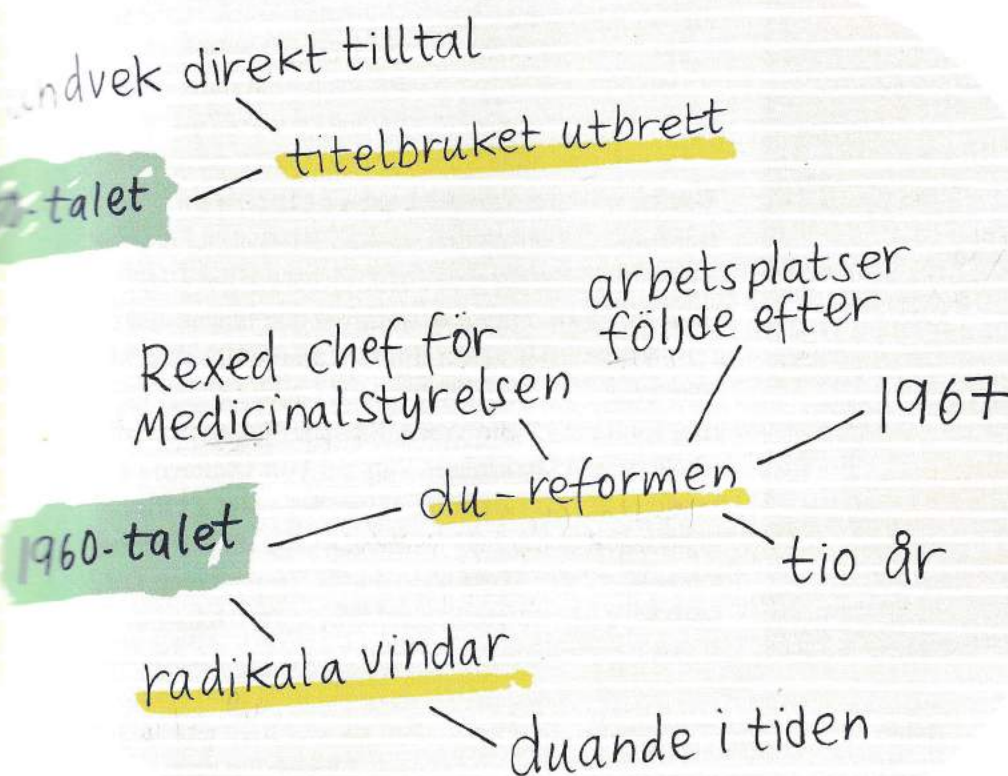 direkt tilltal
titelbruket utbrett
-talet
arbetsplatser
följde efter
Rexed chef för
Medicinalstyrelsen
1967
du-reformen
1960-talet
tio år
radikala vindar
duande i tiden